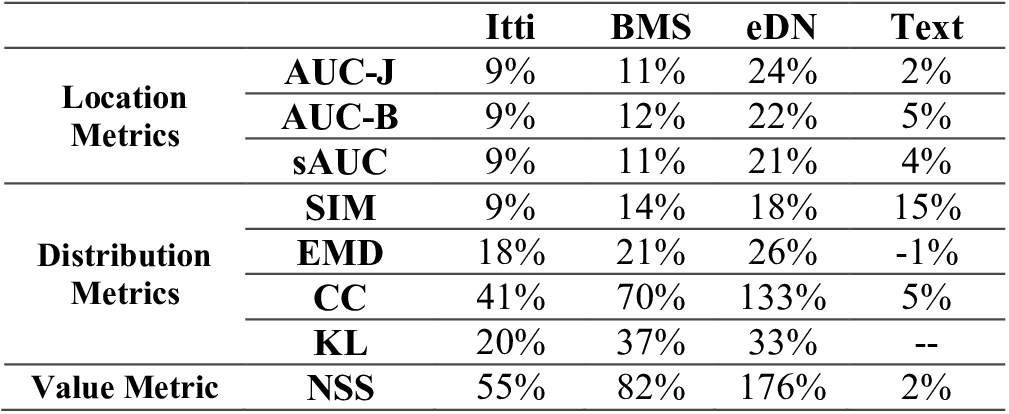 Itti BMS eDN Text
Location Metrics AUC-J 9% 11% 24% 2%
AUC-B 9% 12% 22% 5%
sAUC 9% 11% 21% 4%
Distribution Metrics SIM 9% 14% 18% 15%
EMD 18% 21% 26% -1%
CC 41% 70% 133% 5%
KL 20% 37% 33% --
Value Metric NSS 55% 82% 176% 2%